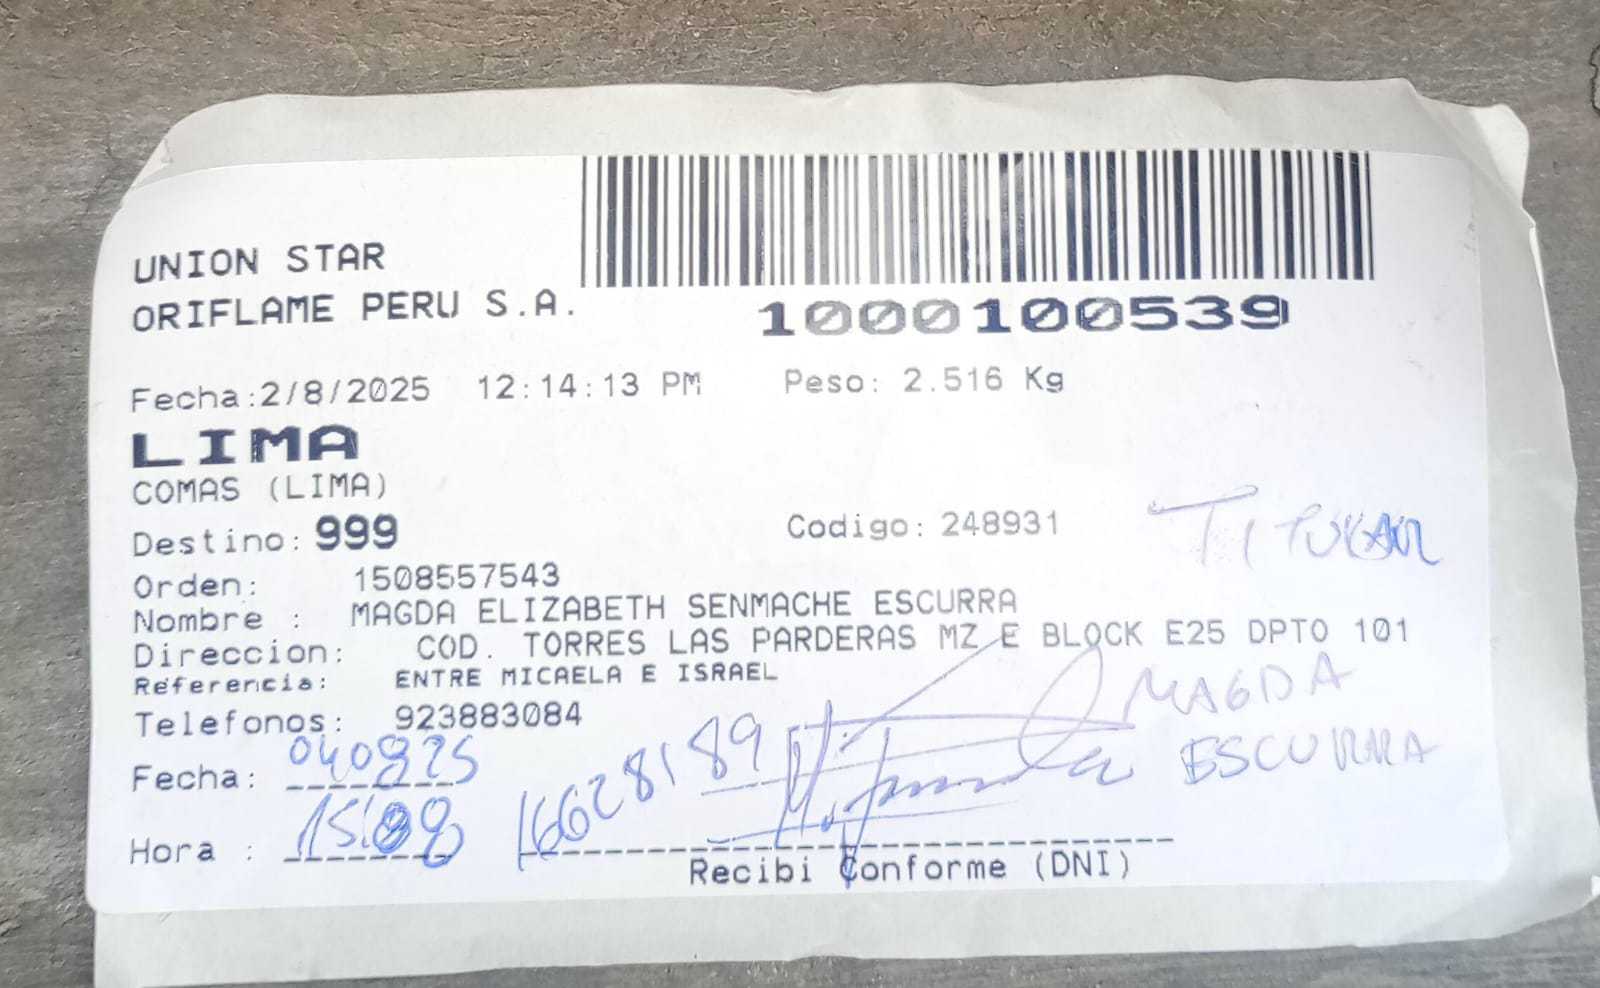 UNION STAR
ORIFLAME PERU S.A.
1000100539
Fecha:2/8/2025 12:14:13 PM Peso: 2.516 Kg
LIMA
COMAS (LIMA)
Destino: 999 Codigo: 248931
TITULAR
Orden: 1508557543
Nombre : MAGDA ELIZABETH SENMACHE ESCURRA
Direccion: COD. TORRES LAS PARDERAS MZ E BLOCK E25 DPTO 101
Referencia: ENTRE MICAELA E ISRAEL
Telefonos: 923883084
MAGDA
ESCURRA
Fecha: 040825
Hora : 16628189
Recibi Conforme (DNI)